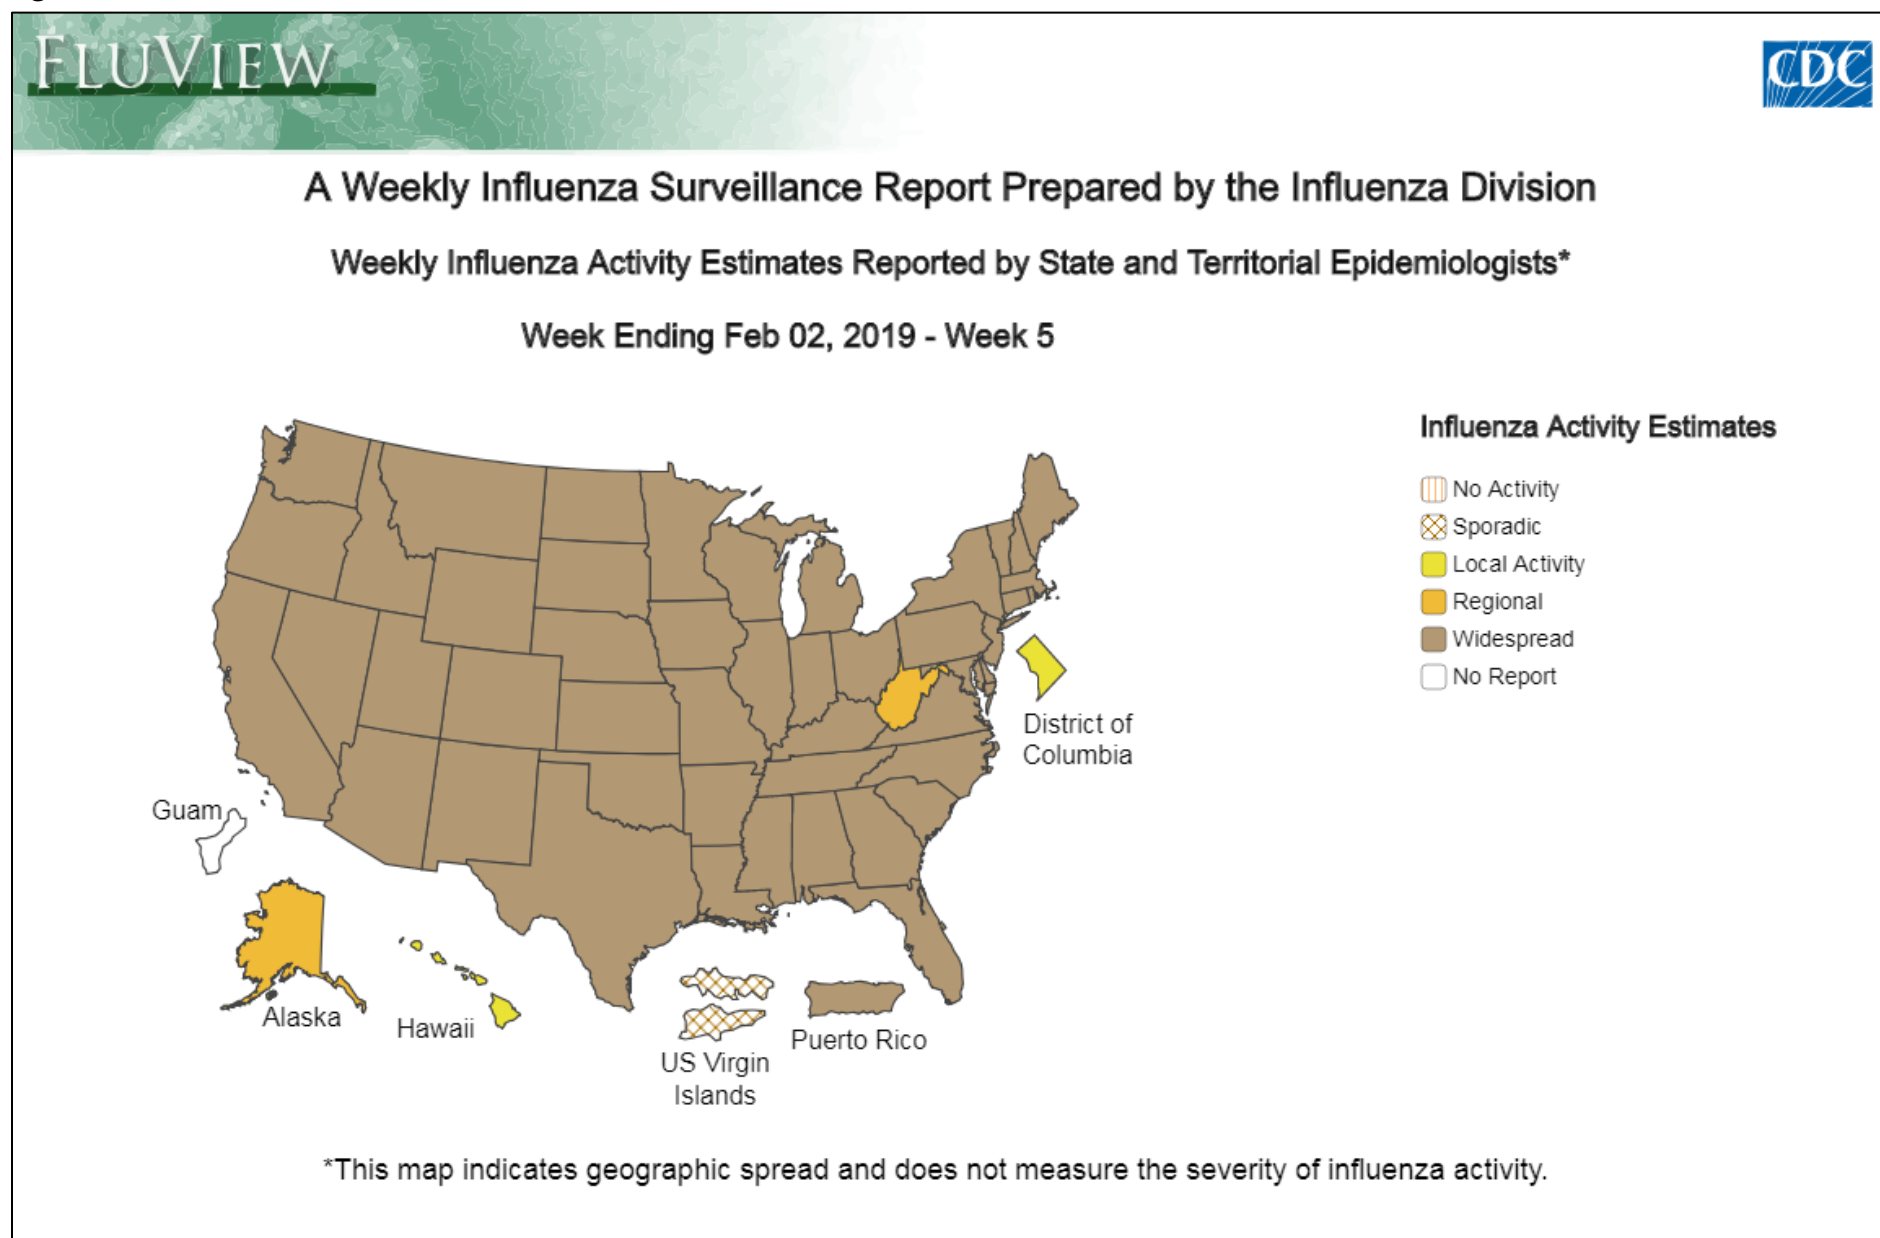 FLUVIEW
CDC
A Weekly Influenza Surveillance Report Prepared by the Influenza Division
Weekly Influenza Activity Estimates Reported by State and Territorial Epidemiologists*
Week Ending Feb 02, 2019 - Week 5
Influenza Activity Estimates
No Activity
Sporadic
Local Activity
Regional
Widespread
No Report
District of
Columbia
Guam
Alaska
Hawaii
US Virgin
Islands
Puerto Rico
*This map indicates geographic spread and does not measure the severity of influenza activity.